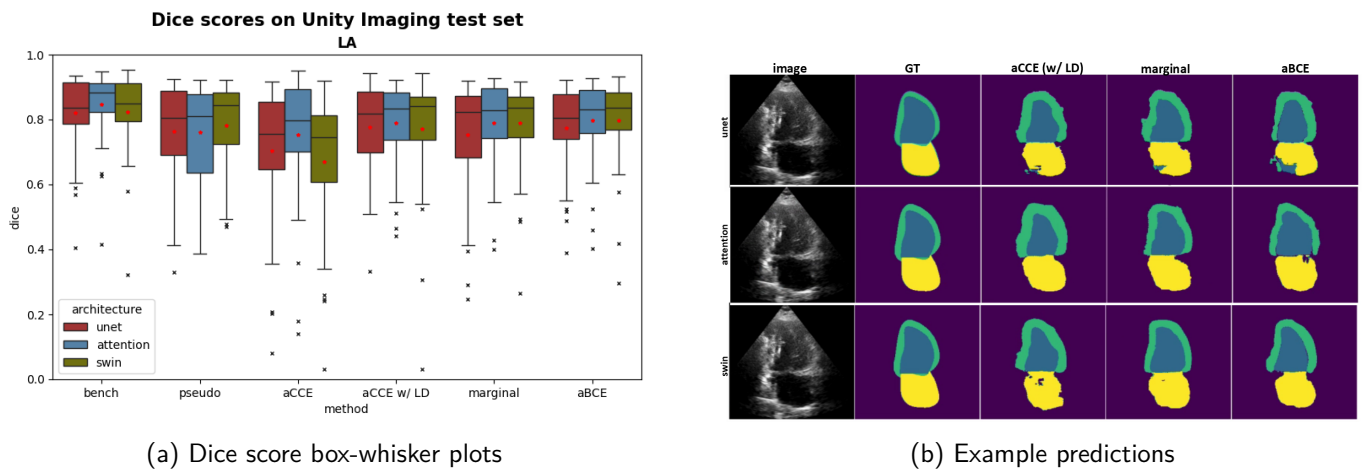 Dice scores on Unity Imaging test set
LA
1.0
0.8
0.6
0.4
0.2
0.0
dice
architecture
unet
attention
swin
bench pseudo aCCE aCCE w/ LD marginal aBCE
method
(a) Dice score box-whisker plots
image GT aCCE (w/ LD) marginal aBCE
unet
attention
swin
(b) Example predictions